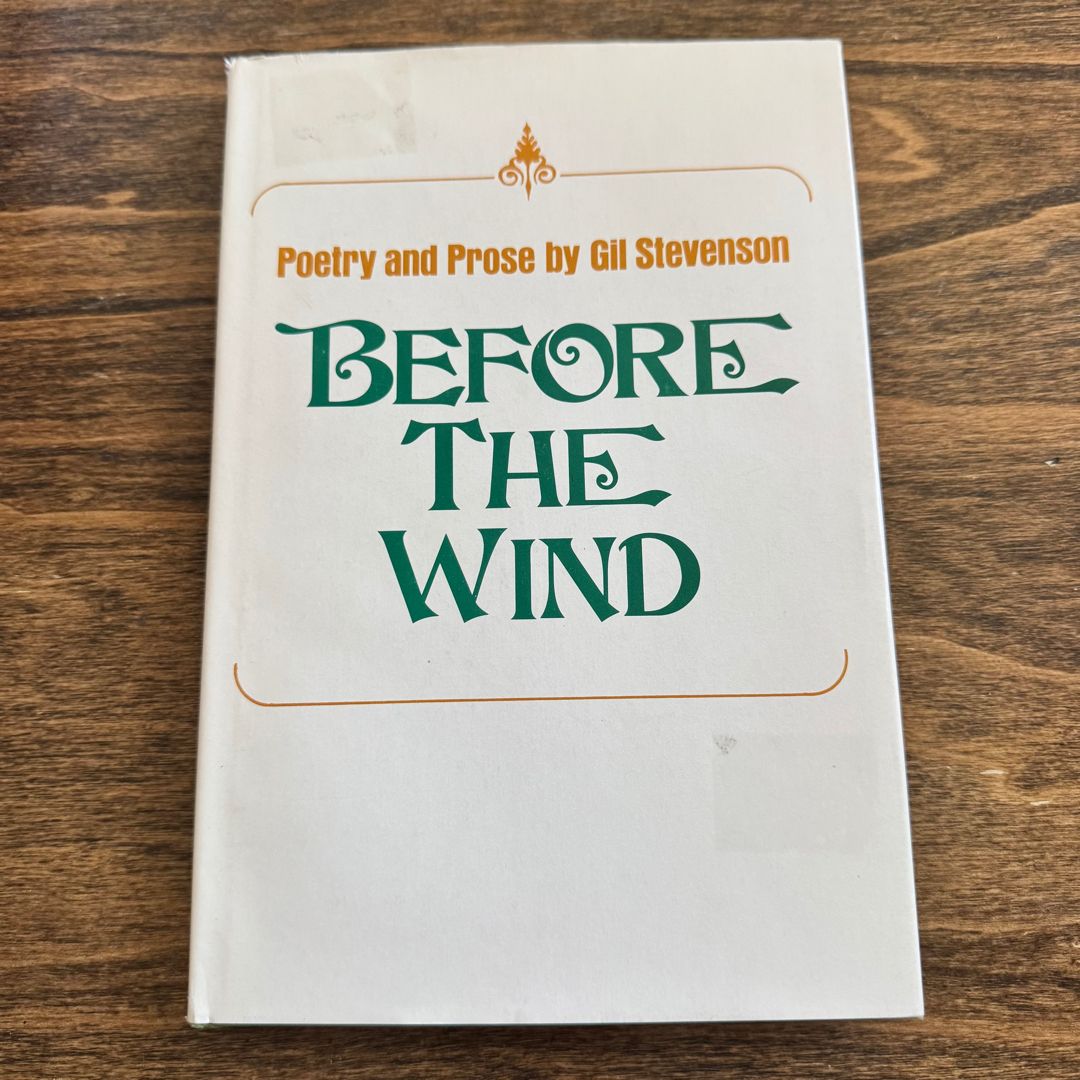 Poetry and Prose by Gil Stevenson
BEFORE
THE
WIND